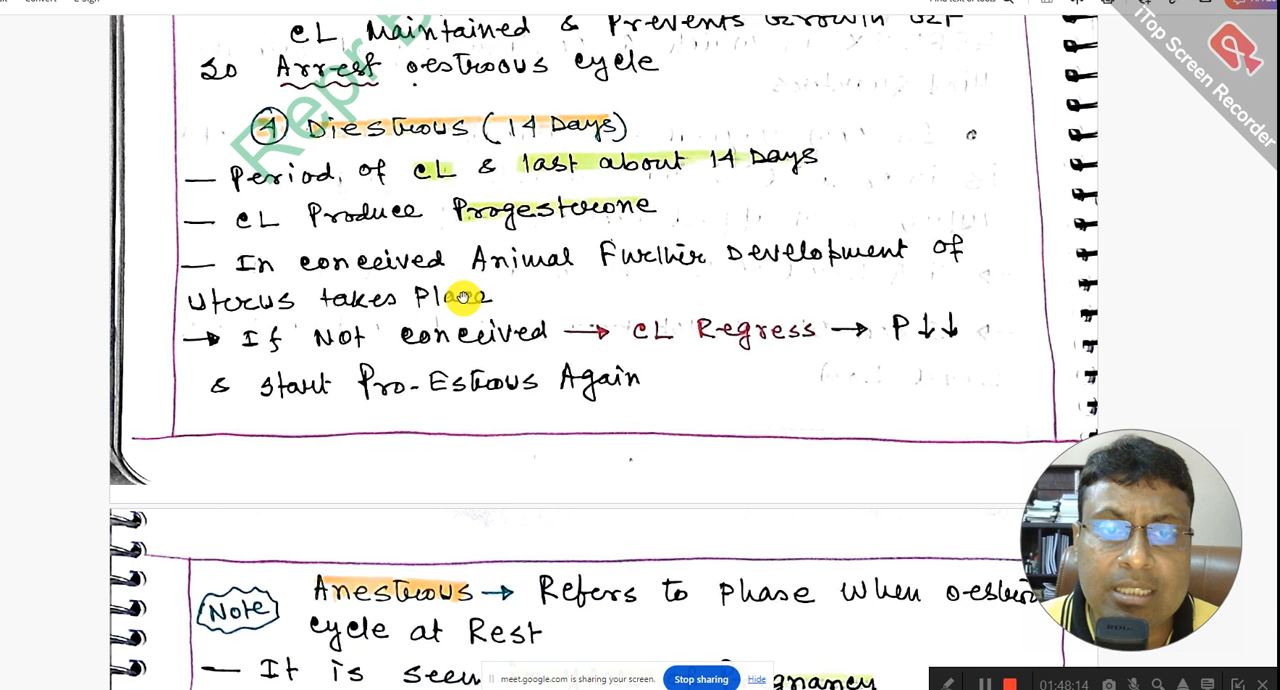 CL Maintained & Prevents Growth
So Arrest oestrous cycle
④ Diestrous (14 Days)
— Period of CL & last about 14 Days
— CL Produce Progesterone
— In conceived Animal Further Development of
uterus takes Place
→ If Not conceived → CL Regress → P↓↓
& start Pro-Estrous Again
Note
Anestrous → Refers to phase when
cycle at Rest
— It is seen
meet.google.com is sharing your screen.
Stop sharing
Hide
01:48:14
iTop Screen Recorder
Repr